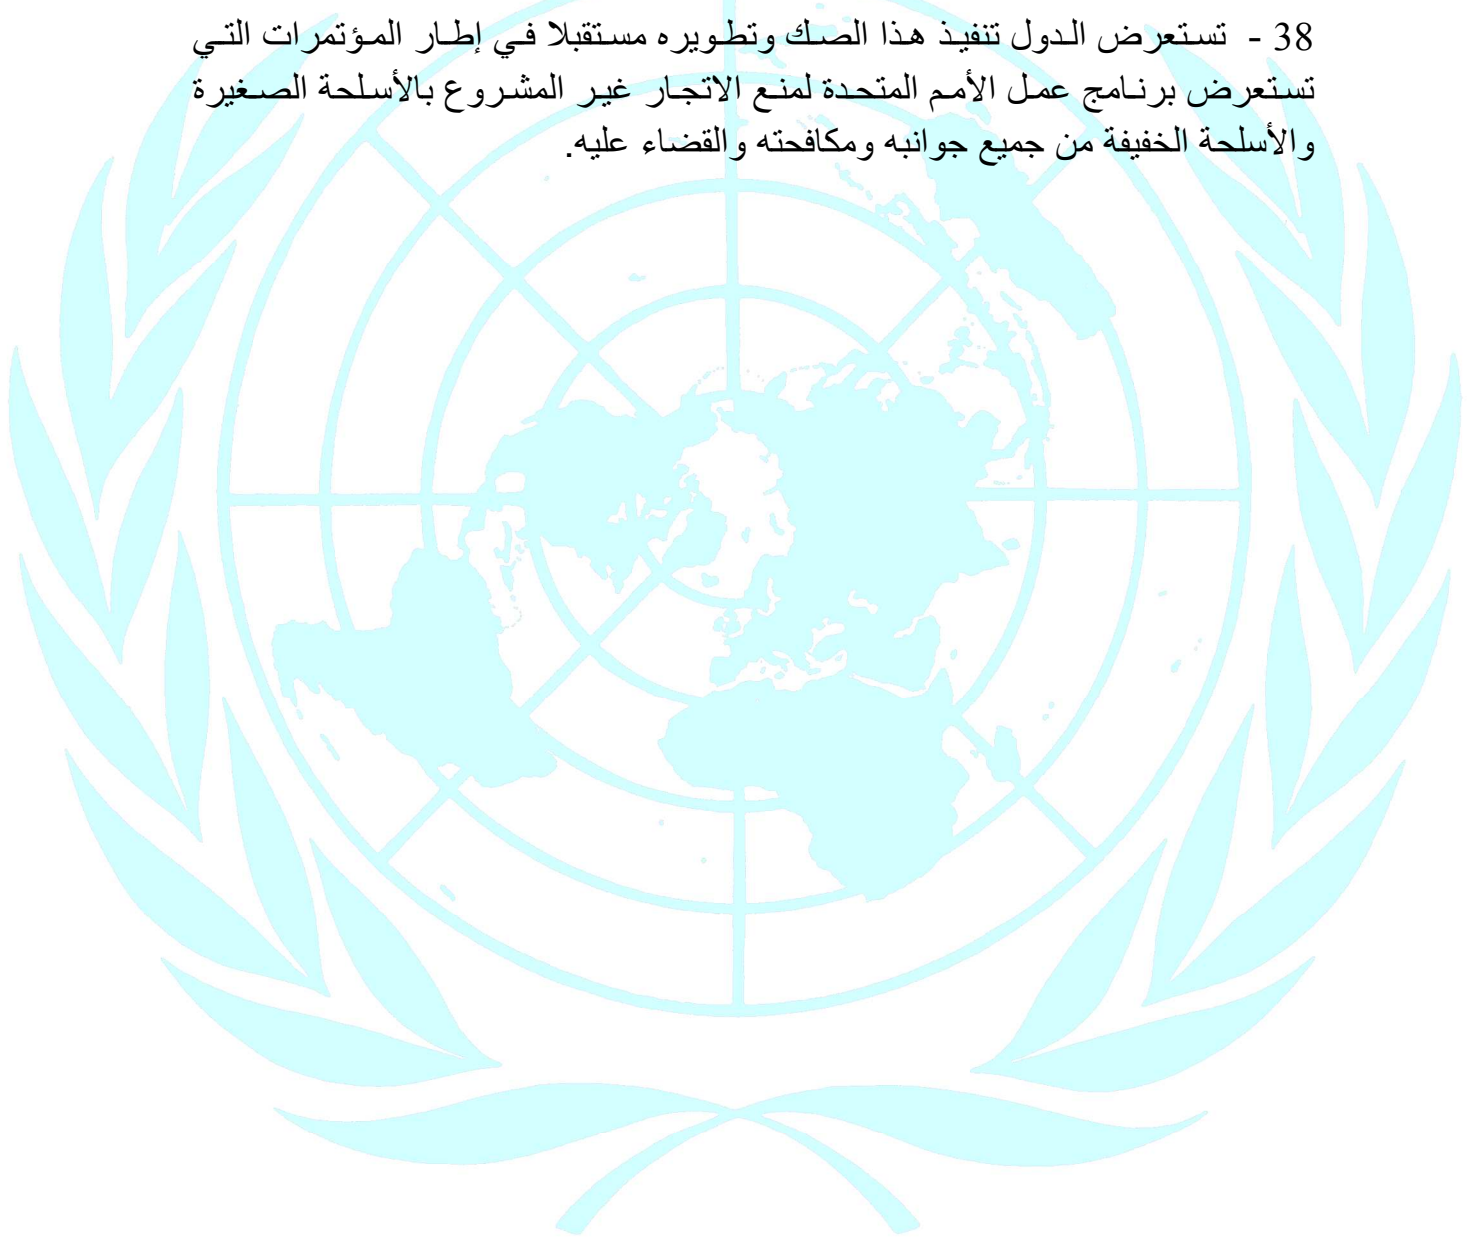 38 - تستعرض الدول تنفيذ هذا الصك وتطويره مستقبلا في إطار المؤتمرات التي
تستعرض برنامج عمل الأمم المتحدة لمنع الاتجار غير المشروع بالأسلحة الصغيرة
والأسلحة الخفيفة من جميع جوانبه ومكافحته والقضاء عليه.